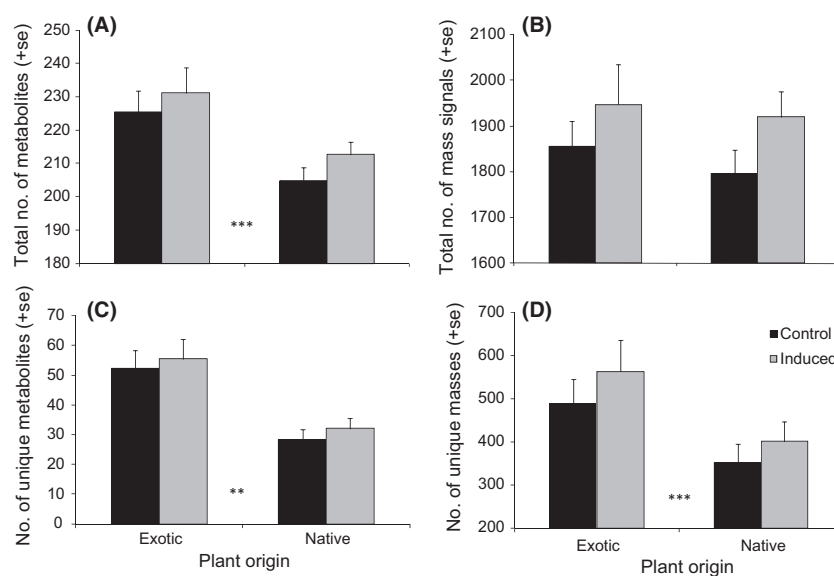 (A)
Total no. of metabolites (+se)
250
240
230
220
210
200
190
180
***
(B)
Total no. of mass signals (+se)
2100
2000
1900
1800
1700
1600
(C)
No. of unique metabolites (+se)
70
60
50
40
30
20
10
0
**
Exotic
Native
Plant origin
(D)
No. of unique masses (+se)
700
600
500
400
300
200
***
Control
Induced
Exotic
Native
Plant origin